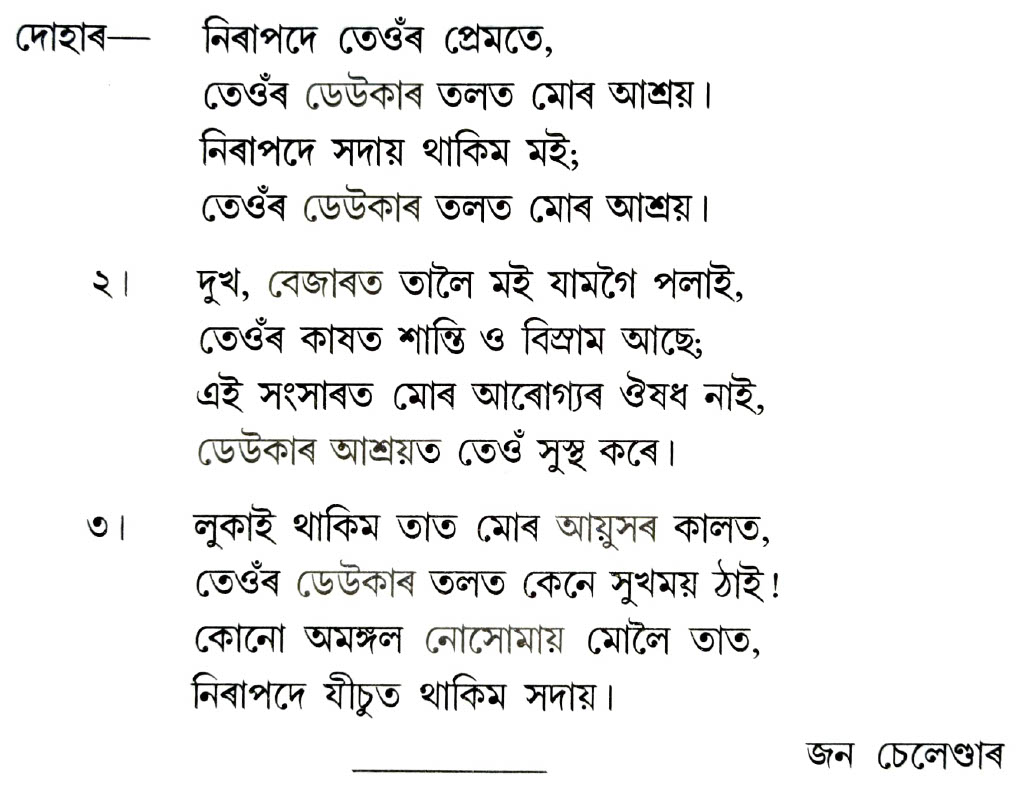 দোহাৰ— নিৰাপদে তেওঁৰ প্ৰেমতে,
তেওঁৰ ডেউকাৰ তলত মোৰ আশ্ৰয়।
নিৰাপদে সদায় থাকিম মই;
তেওঁৰ ডেউকাৰ তলত মোৰ আশ্ৰয়।
২। দুখ, বেজাৰত তালৈ মই যামগৈ পলাই,
তেওঁৰ কাষত শান্তি ও বিস্ৰাম আছে;
এই সংসাৰত মোৰ আৰোগ্যৰ ঔষধ নাই,
ডেউকাৰ আশ্ৰয়ত তেওঁ সুস্থ কৰে।
৩। লুকাই থাকিম তাত মোৰ আয়ুসৰ কালত,
তেওঁৰ ডেউকাৰ তলত কেনে সুখময় ঠাই!
কোনো অমঙ্গল নোসোমায় মোলৈ তাত,
নিৰাপদে যীচুত থাকিম সদায়।
জন চেলেণ্ডাৰ